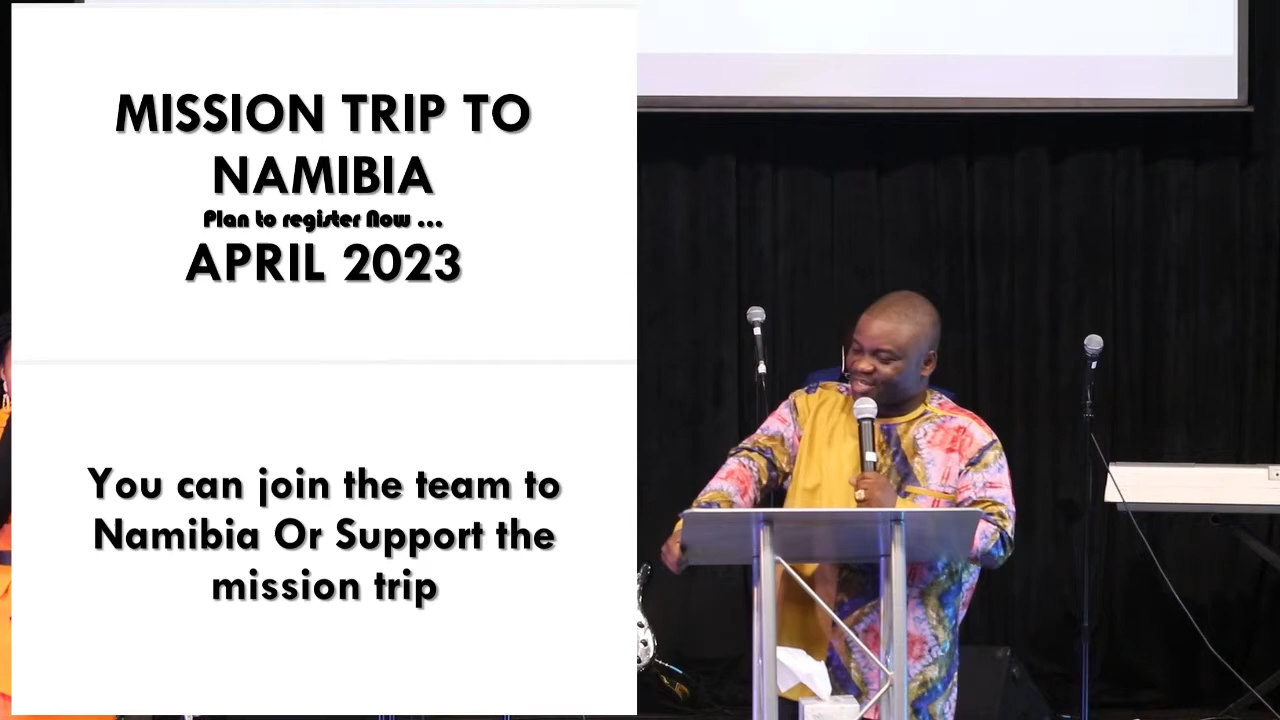 MISSION TRIP TO
NAMIBIA
Plan to register Now ...
APRIL 2023
You can join the team to
Namibia Or Support the
mission trip